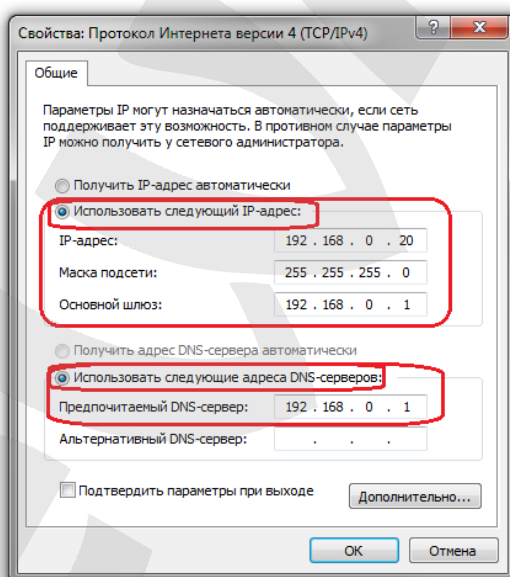 Свойства: Протокол Интернета версии 4 (TCP/IPv4)
?
Общие
Параметры IP могут назначаться автоматически, если сеть
поддерживает эту возможность. В противном случае параметры
IP можно получить у сетевого администратора.
Получить IP-адрес автоматически
Использовать следующий IP-адрес:
IP-адрес: 192 . 168 . 0 . 20
Маска подсети: 255 . 255 . 255 . 0
Основной шлюз: 192 . 168 . 0 . 1
Получить адрес DNS-сервера автоматически
Использовать следующие адреса DNS-серверов:
Предпочитаемый DNS-сервер: 192 . 168 . 0 . 1
Альтернативный DNS-сервер: . . .
Подтвердить параметры при выходе
Дополнительно...
ОК Отмена